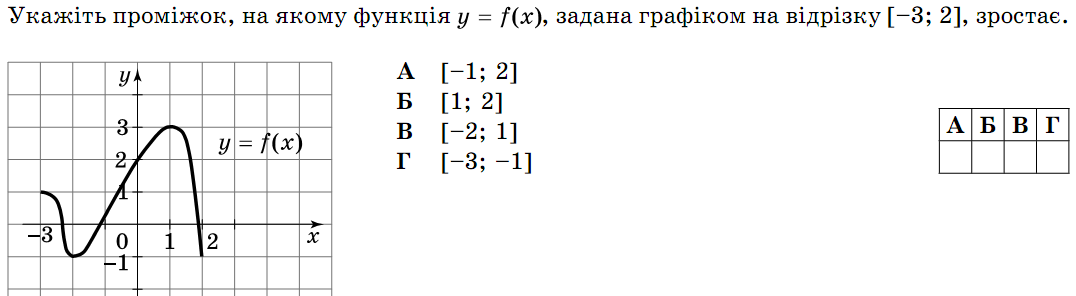 Укажіть проміжок, на якому функція y = f(x), задана графіком на відрізку [−3; 2], зростає.
А [−1; 2]
Б [1; 2]
В [−2; 1]
Г [−3; −1]
А Б В Г
y
3
y = f(x)
2
1
−3 0 1 2 x
−1